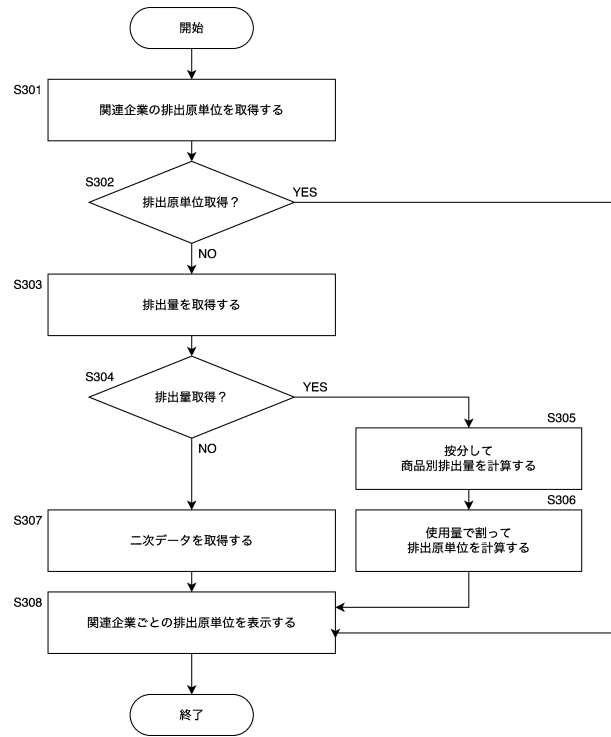 開始
S301
関連企業の排出原単位を取得する
S302
排出原単位取得？
YES
NO
S303
排出量を取得する
S304
排出量取得？
YES
NO
S305
按分して
商品別排出量を計算する
S306
使用量で割って
排出原単位を計算する
S307
二次データを取得する
S308
関連企業ごとの排出原単位を表示する
終了